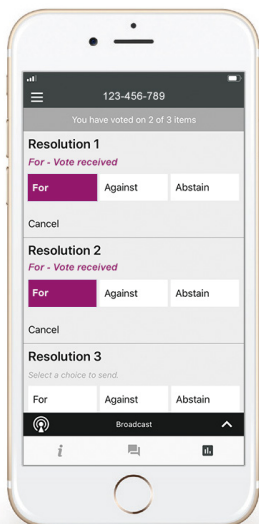 123-456-789
You have voted on 2 of 3 items
Resolution 1
For - Vote received
For Against Abstain
Cancel
Resolution 2
For - Vote received
For Against Abstain
Cancel
Resolution 3
Select a choice to send.
For Against Abstain
Broadcast
i